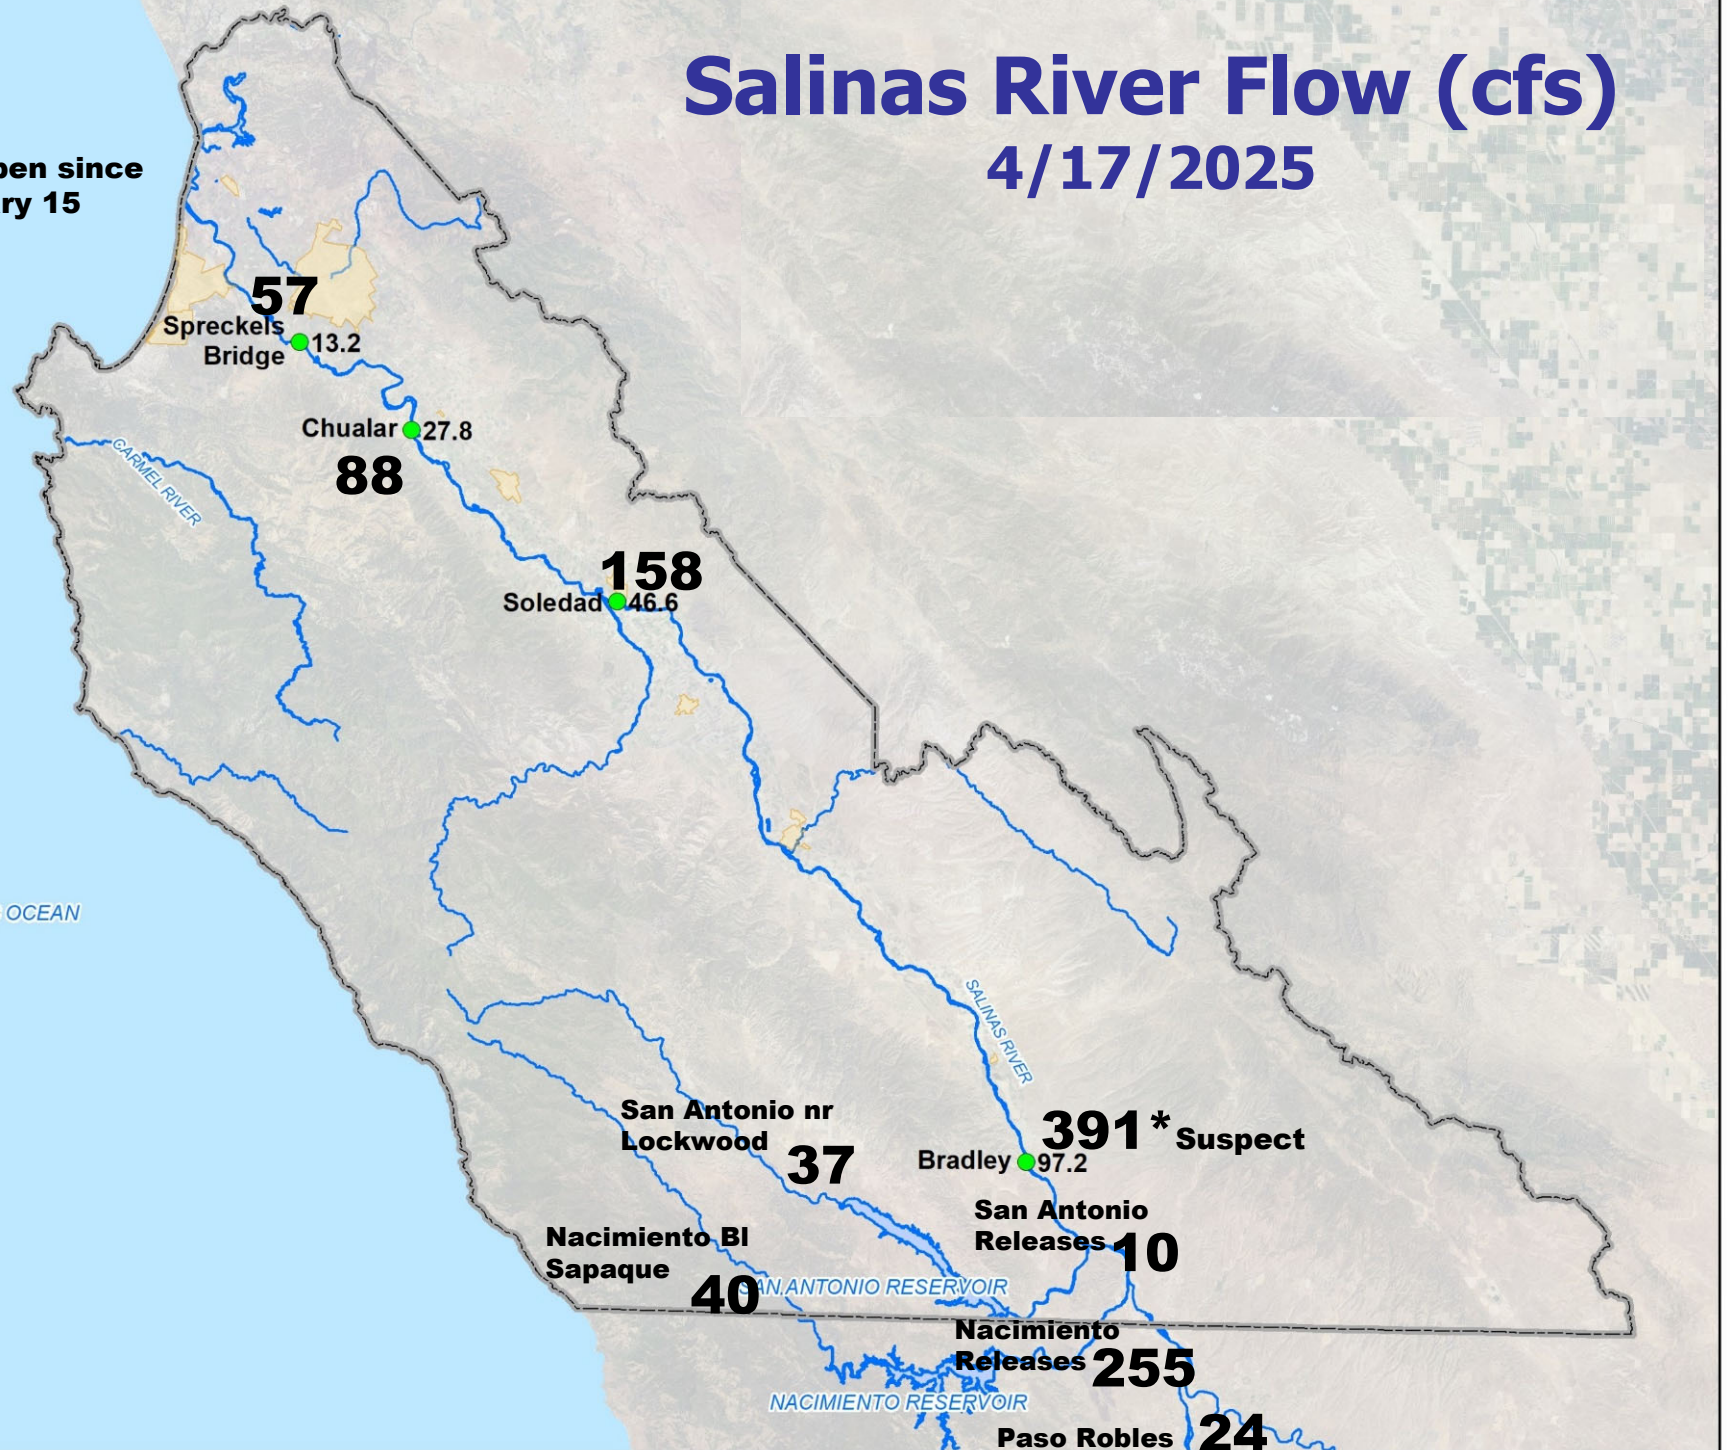 Salinas River Flow (cfs)
4/17/2025
pen since
ry 15
57
Spreckels
Bridge
13.2
Chualar
27.8
88
CARMEL RIVER
158
Soledad
46.6
OCEAN
SALINAS RIVER
San Antonio nr
Lockwood
37
391* Suspect
Bradley
97.2
San Antonio
Releases
10
Nacimiento Bl
Sapaque
40
SAN ANTONIO RESERVOIR
Nacimiento
Releases
255
NACIMIENTO RESERVOIR
Paso Robles
24